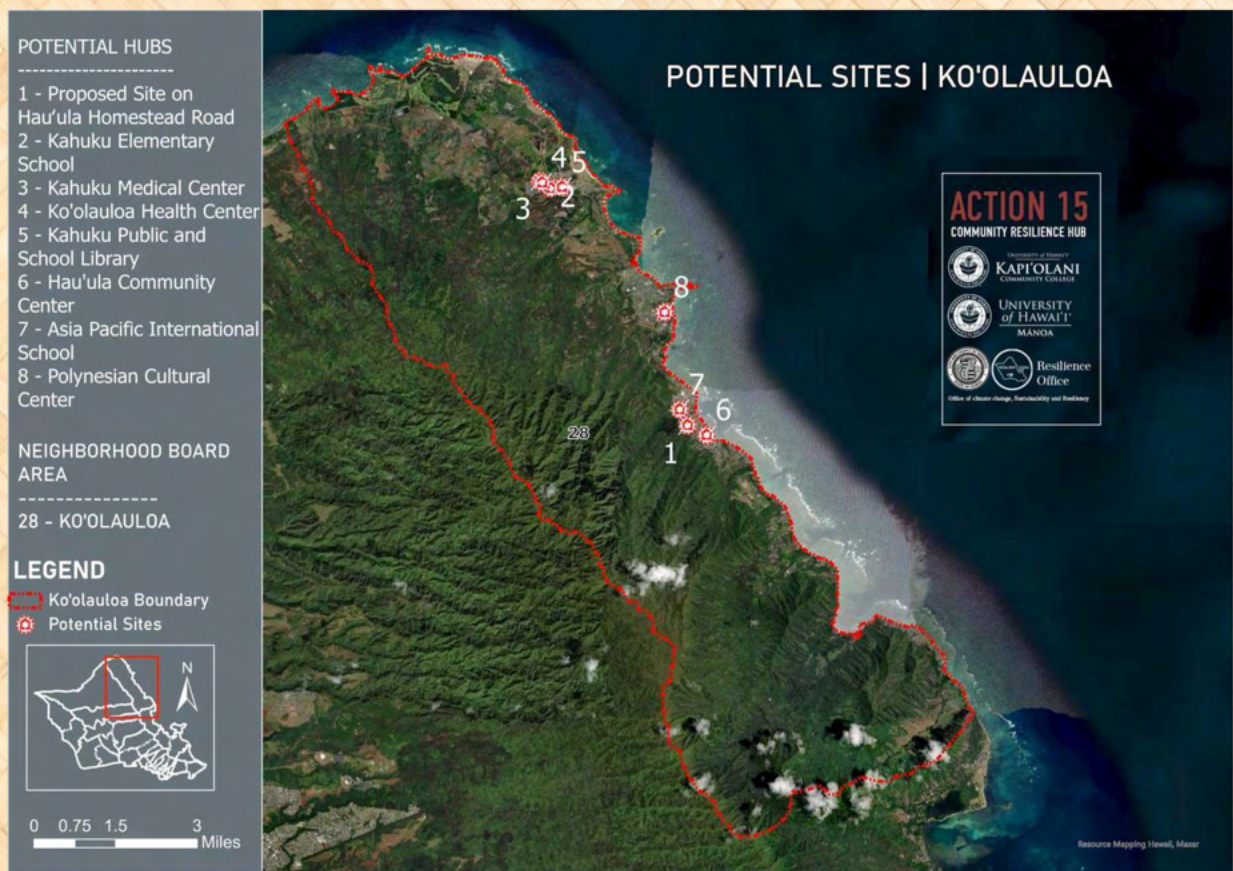 POTENTIAL HUBS
----------------------
1 - Proposed Site on
Hau'ula Homestead Road
2 - Kahuku Elementary
School
3 - Kahuku Medical Center
4 - Ko'olauloa Health Center
5 - Kahuku Public and
School Library
6 - Hau'ula Community
Center
7 - Asia Pacific International
School
8 - Polynesian Cultural
Center
NEIGHBORHOOD BOARD
AREA
---------------
28 - KO'OLAULOA
LEGEND
Ko'olauloa Boundary
Potential Sites
N
0 0.75 1.5 3
Miles
POTENTIAL SITES | KO'OLAULOA
4
5
3
2
8
7
6
1
28
ACTION 15
COMMUNITY RESILIENCE HUB
UNIVERSITY of HAWAI'I
KAPI'OLANI
COMMUNITY COLLEGE
UNIVERSITY
of HAWAI'I
MĀNOA
Resilience
Office
Office of climate change, Sustainability and Resiliency
Resource Mapping Hawaii, Maxar